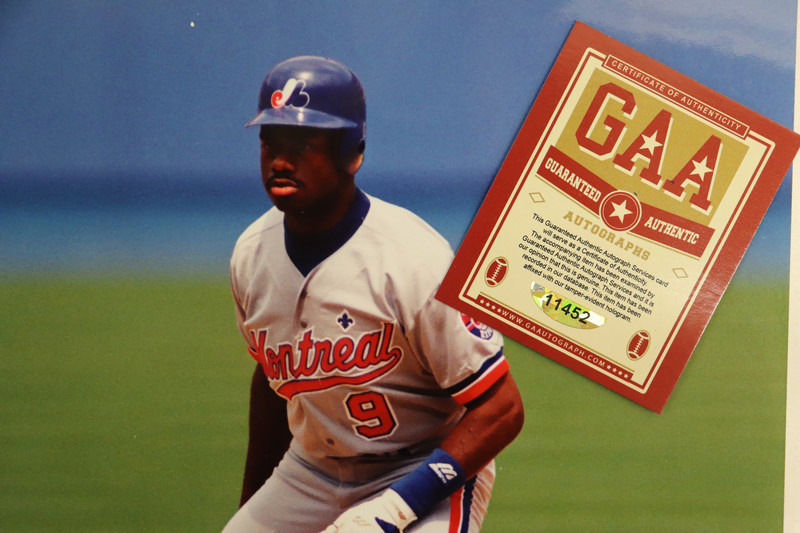 Montreal
9
CERTIFICATE OF AUTHENTICITY
GAA
GUARANTEED AUTHENTIC
AUTOGRAPHS
This Guaranteed Authentic Autograph Services card
will serve as a Certificate of Authenticity.
The accompanying item has been examined by
Guaranteed Authentic Autograph Services and it is
our opinion that this is genuine. This item has been
recorded in our database. This item has been
affixed with our tamper-evident hologram
11452
WWW.GAAUTOGRAPH.COM